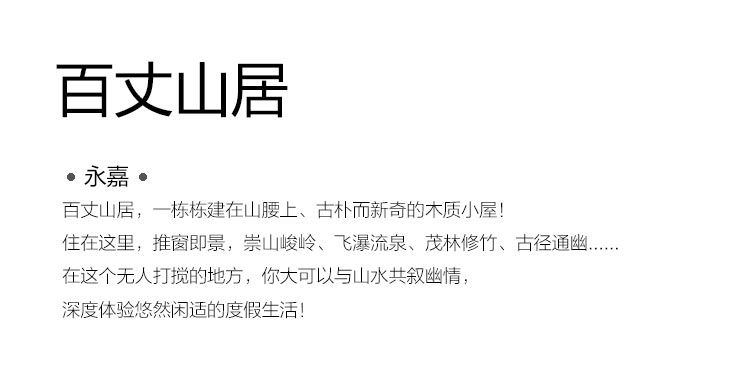 百丈山居
• 永嘉 •
百丈山居，一栋栋建在山腰上、古朴而新奇的木质小屋！
住在这里，推窗即景，崇山峻岭、飞瀑流泉、茂林修竹、古径通幽......
在这个无人打搅的地方，你大可以与山水共叙幽情，
深度体验悠然闲适的度假生活！